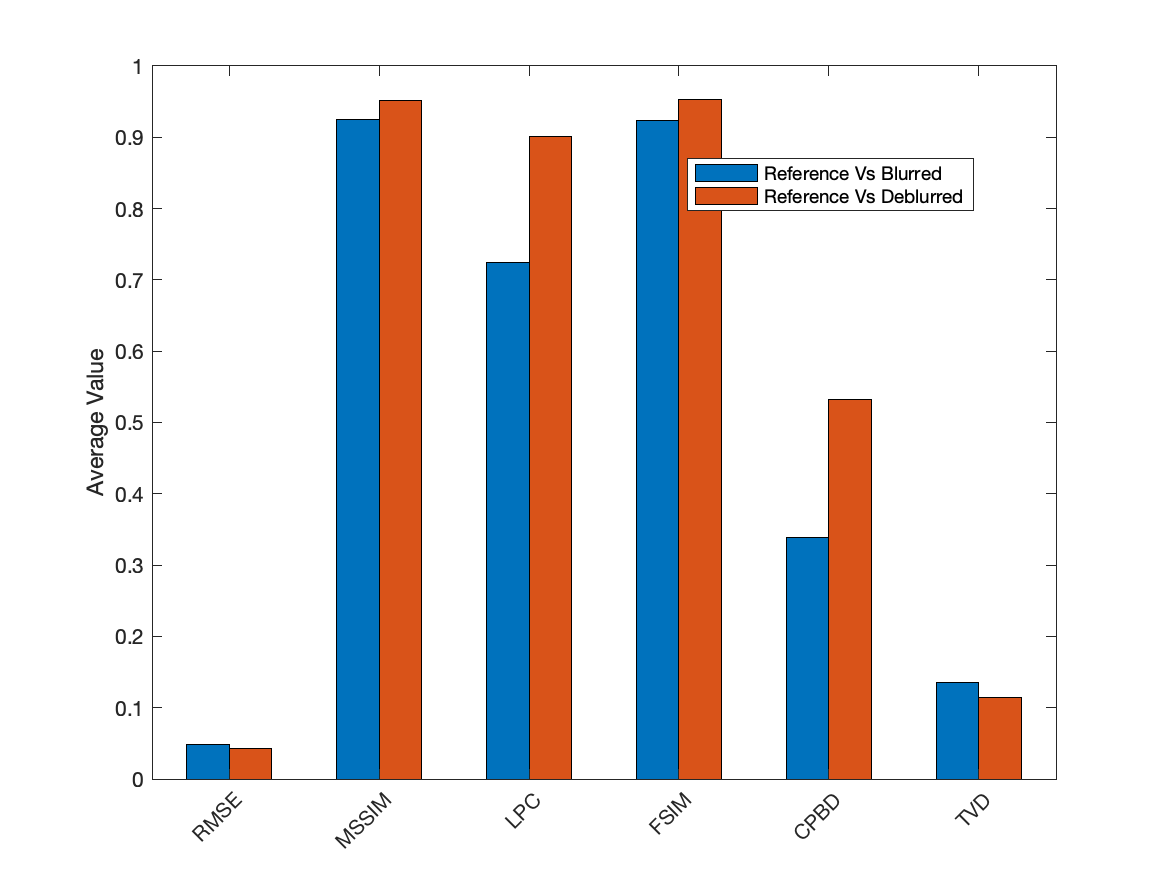 1
0.9
0.8
0.7
0.6
0.5
0.4
0.3
0.2
0.1
0
Average Value
Reference Vs Blurred
Reference Vs Deblurred
RMSE
MSSIM
LPC
FSIM
CPBD
TVD